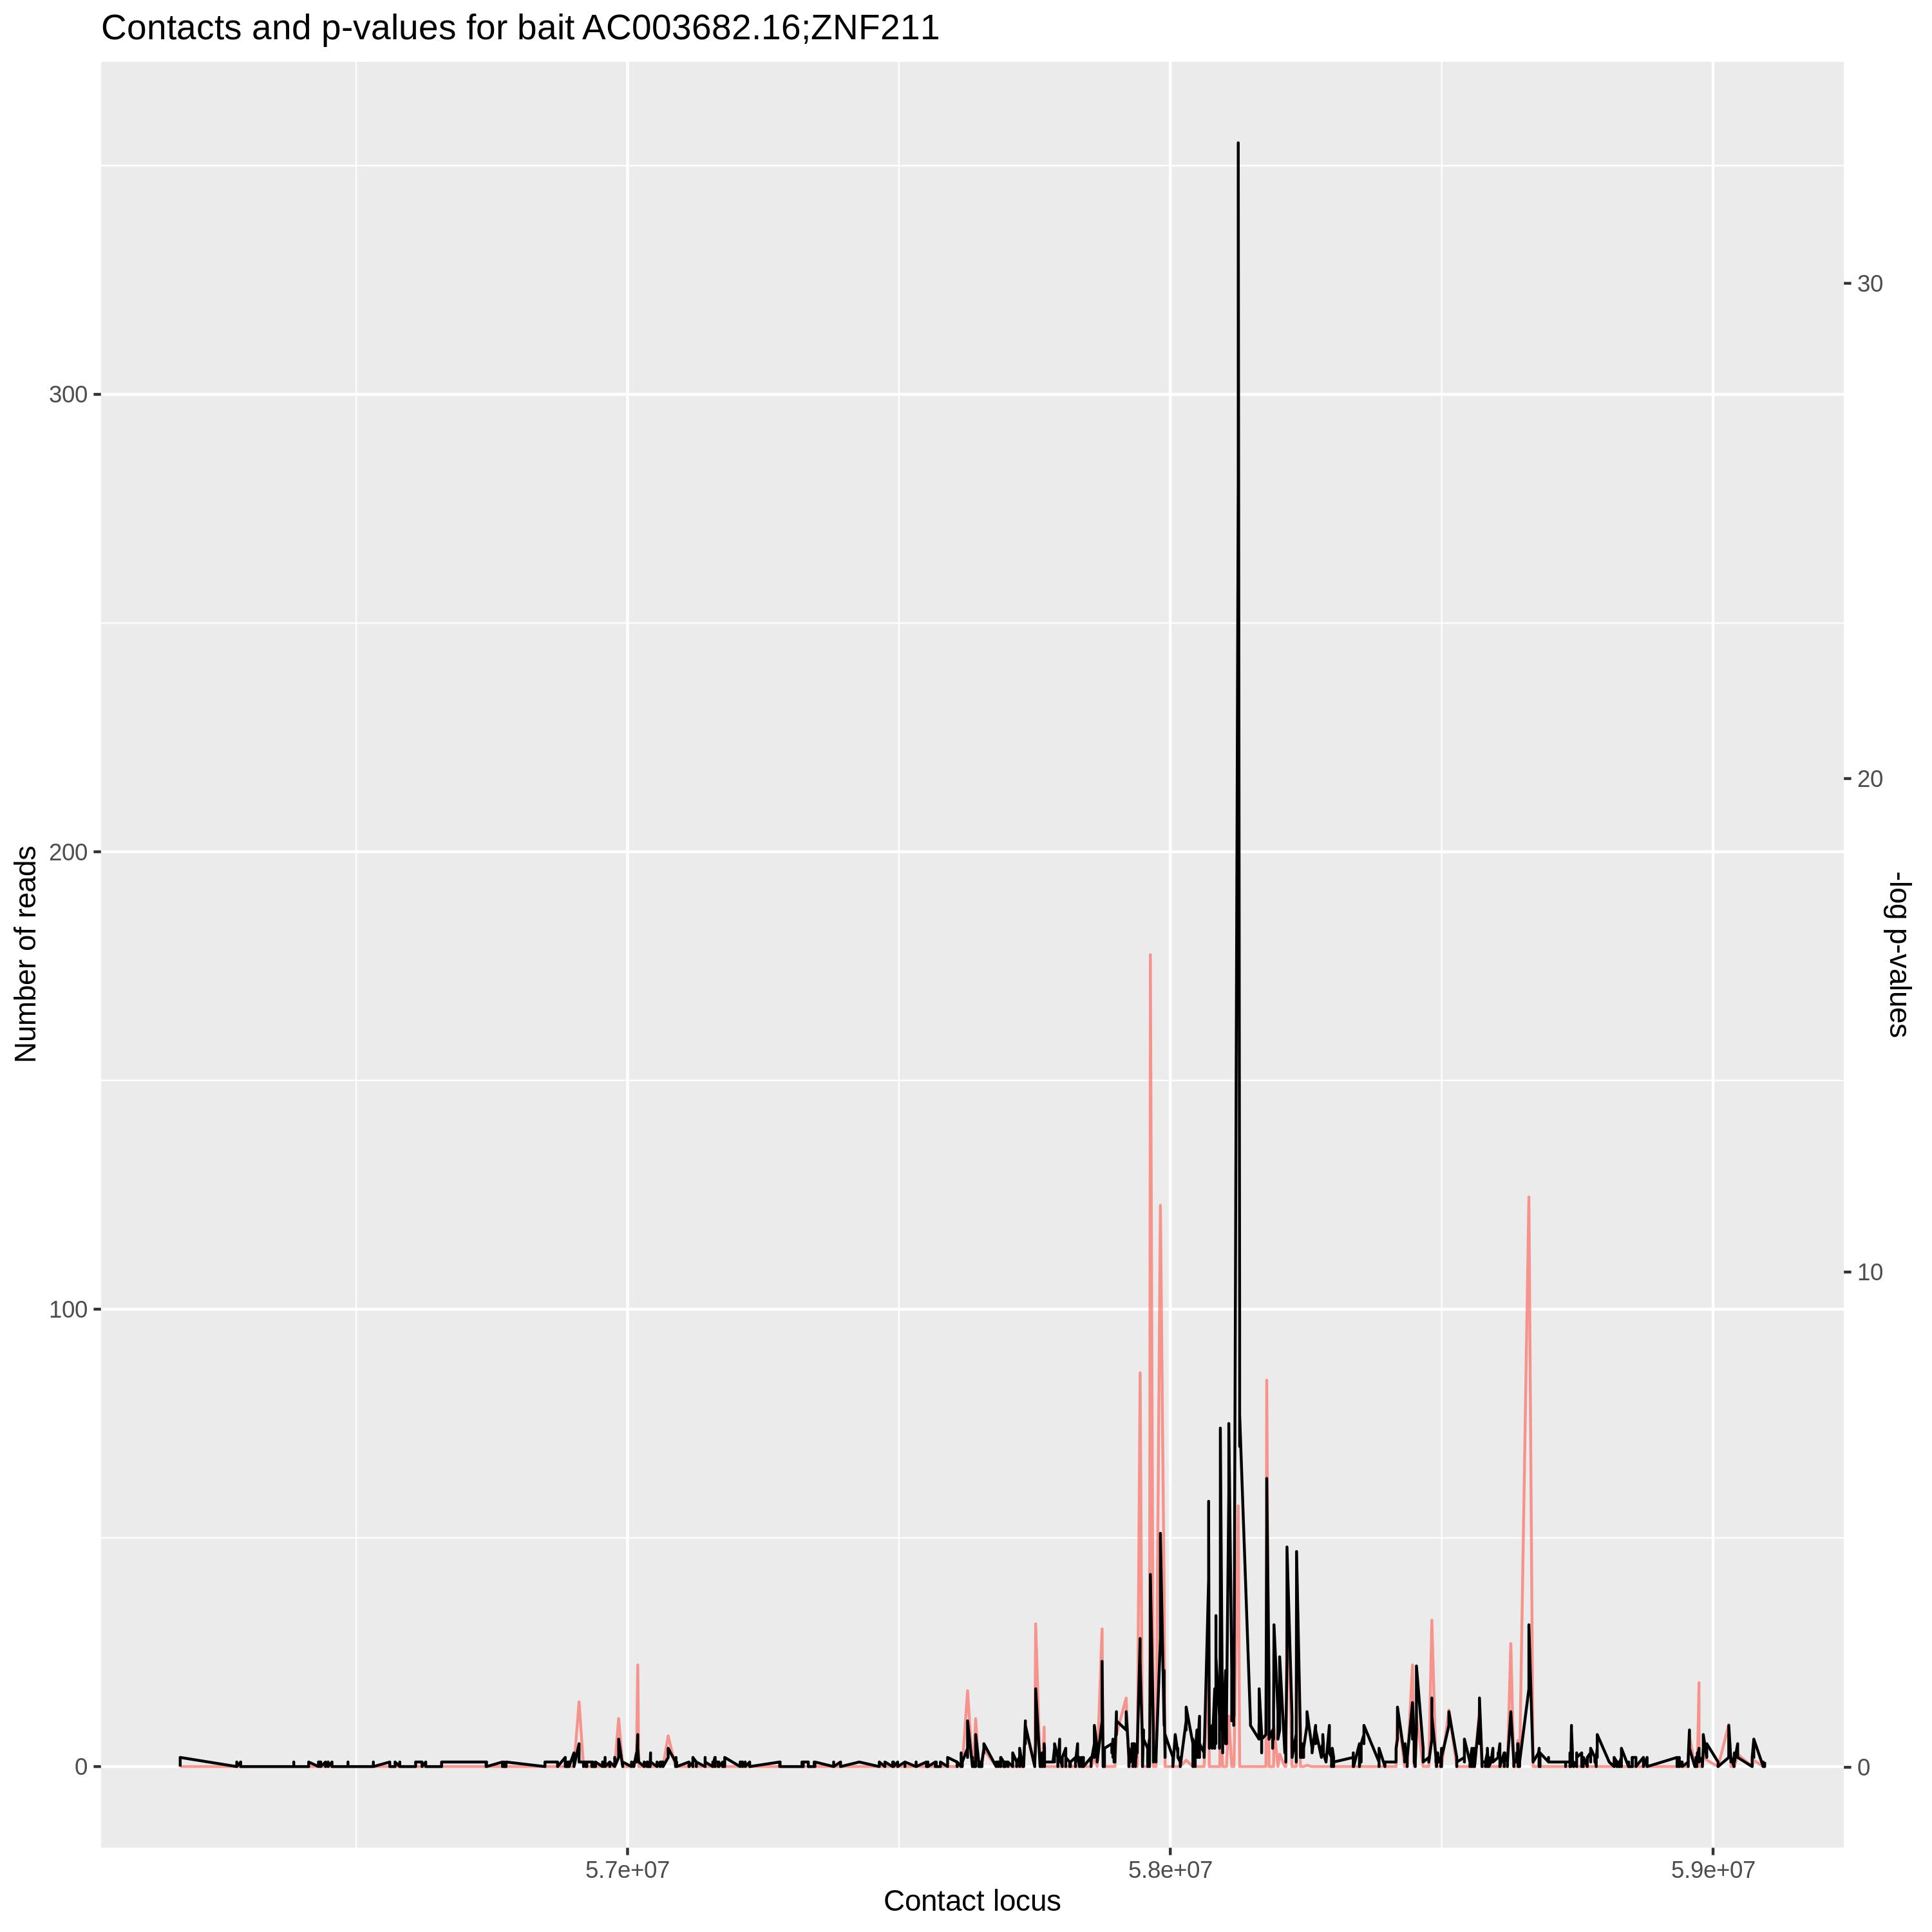 Contacts and p-values for bait AC003682.16;ZNF211
Number of reads
300
200
100
0
30
20
10
0
-log p-values
5.7e+07 5.8e+07 5.9e+07
Contact locus